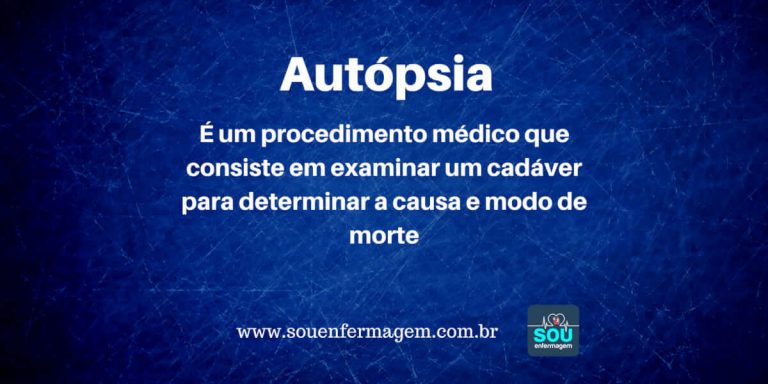 Autópsia
É um procedimento médico que
consiste em examinar um cadáver
para determinar a causa e modo de
morte
www.souenfermagem.com.br
SOU
enfermagem